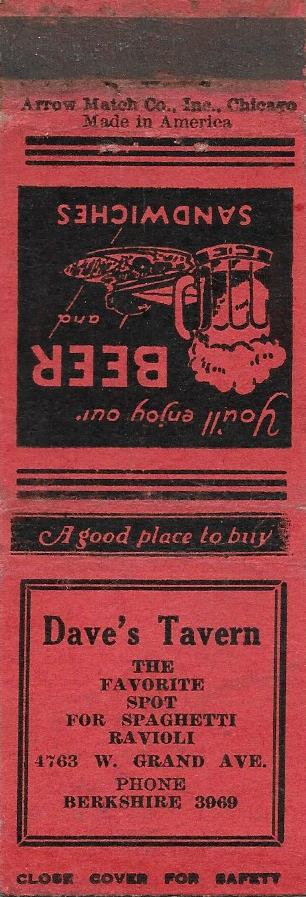 Arrow Match Co., Inc., Chicago
Made in America
You'll enjoy our
BEER
and
SANDWICHES
A good place to buy
Dave's Tavern
THE
FAVORITE
SPOT
FOR SPAGHETTI
RAVIOLI
4763 W. GRAND AVE.
PHONE
BERKSHIRE 3969
CLOSE COVER FOR SAFETY